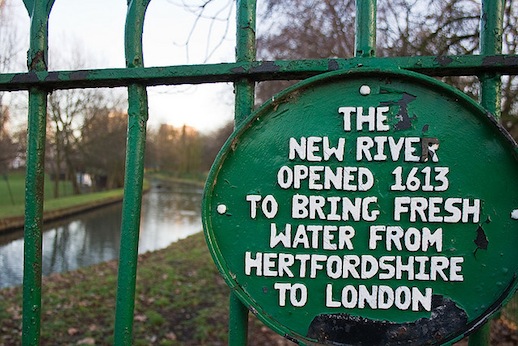 THE
NEW RIVER
OPENED 1613
TO BRING FRESH
WATER FROM
HERTFORDSHIRE
TO LONDON